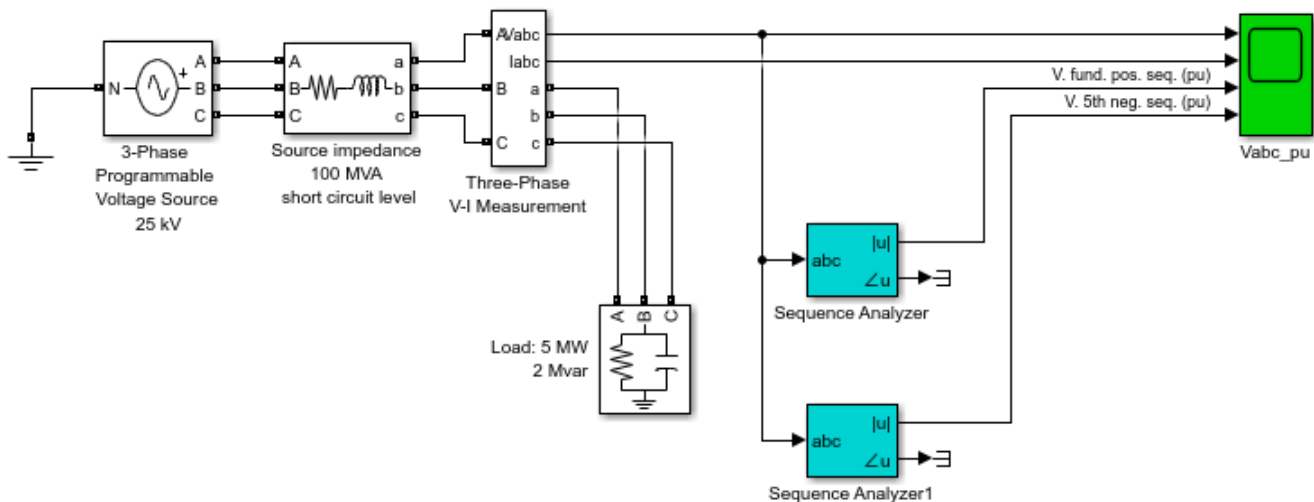 N
A
B
C
+
3-Phase
Programmable
Voltage Source
25 kV
A
B
C
a
b
c
Source impedance
100 MVA
short circuit level
A
B
C
Vabc
Iabc
a
b
c
Three-Phase
V-I Measurement
V. fund. pos. seq. (pu)
V. 5th neg. seq. (pu)
Vabc_pu
A
B
C
Load: 5 MW
2 Mvar
abc
|u|
∠u
Sequence Analyzer
abc
|u|
∠u
Sequence Analyzer1